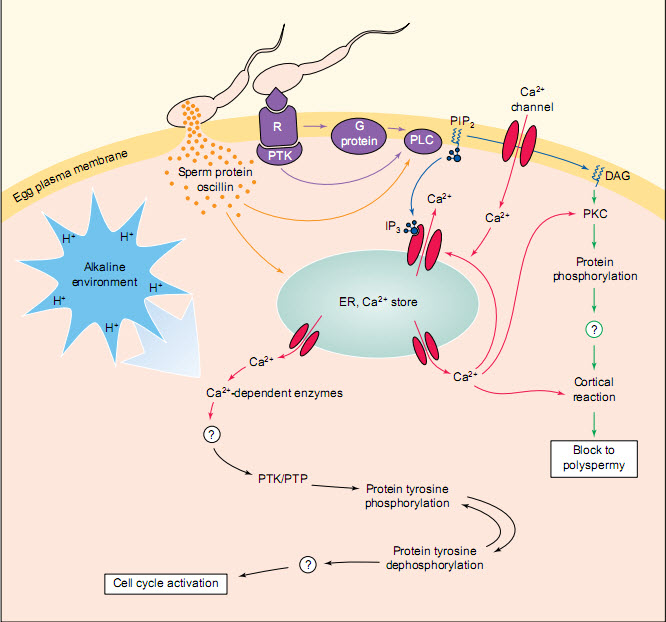 Ca²⁺
channel
PIP₂
R
G
protein
PLC
PTK
Egg plasma membrane
Sperm protein
oscillin
DAG
Ca²⁺
Ca²⁺
PKC
IP₃
H⁺
H⁺
Alkaline
environment
H⁺
H⁺
H⁺
Protein
phosphorylation
ER, Ca²⁺ store
?
Ca²⁺
Ca²⁺
Ca²⁺-dependent enzymes
Cortical
reaction
?
Block to
polyspermy
PTK/PTP
Protein tyrosine
phosphorylation
Protein tyrosine
dephosphorylation
?
Cell cycle activation